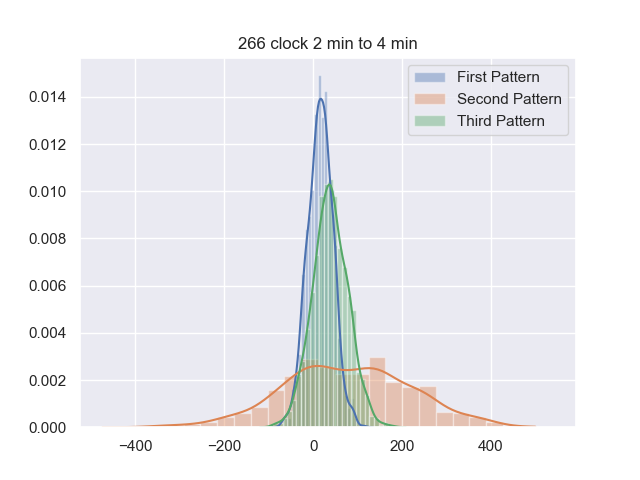 266 clock 2 min to 4 min
First Pattern
Second Pattern
Third Pattern
0.014
0.012
0.010
0.008
0.006
0.004
0.002
0.000
−400 −200 0 200 400